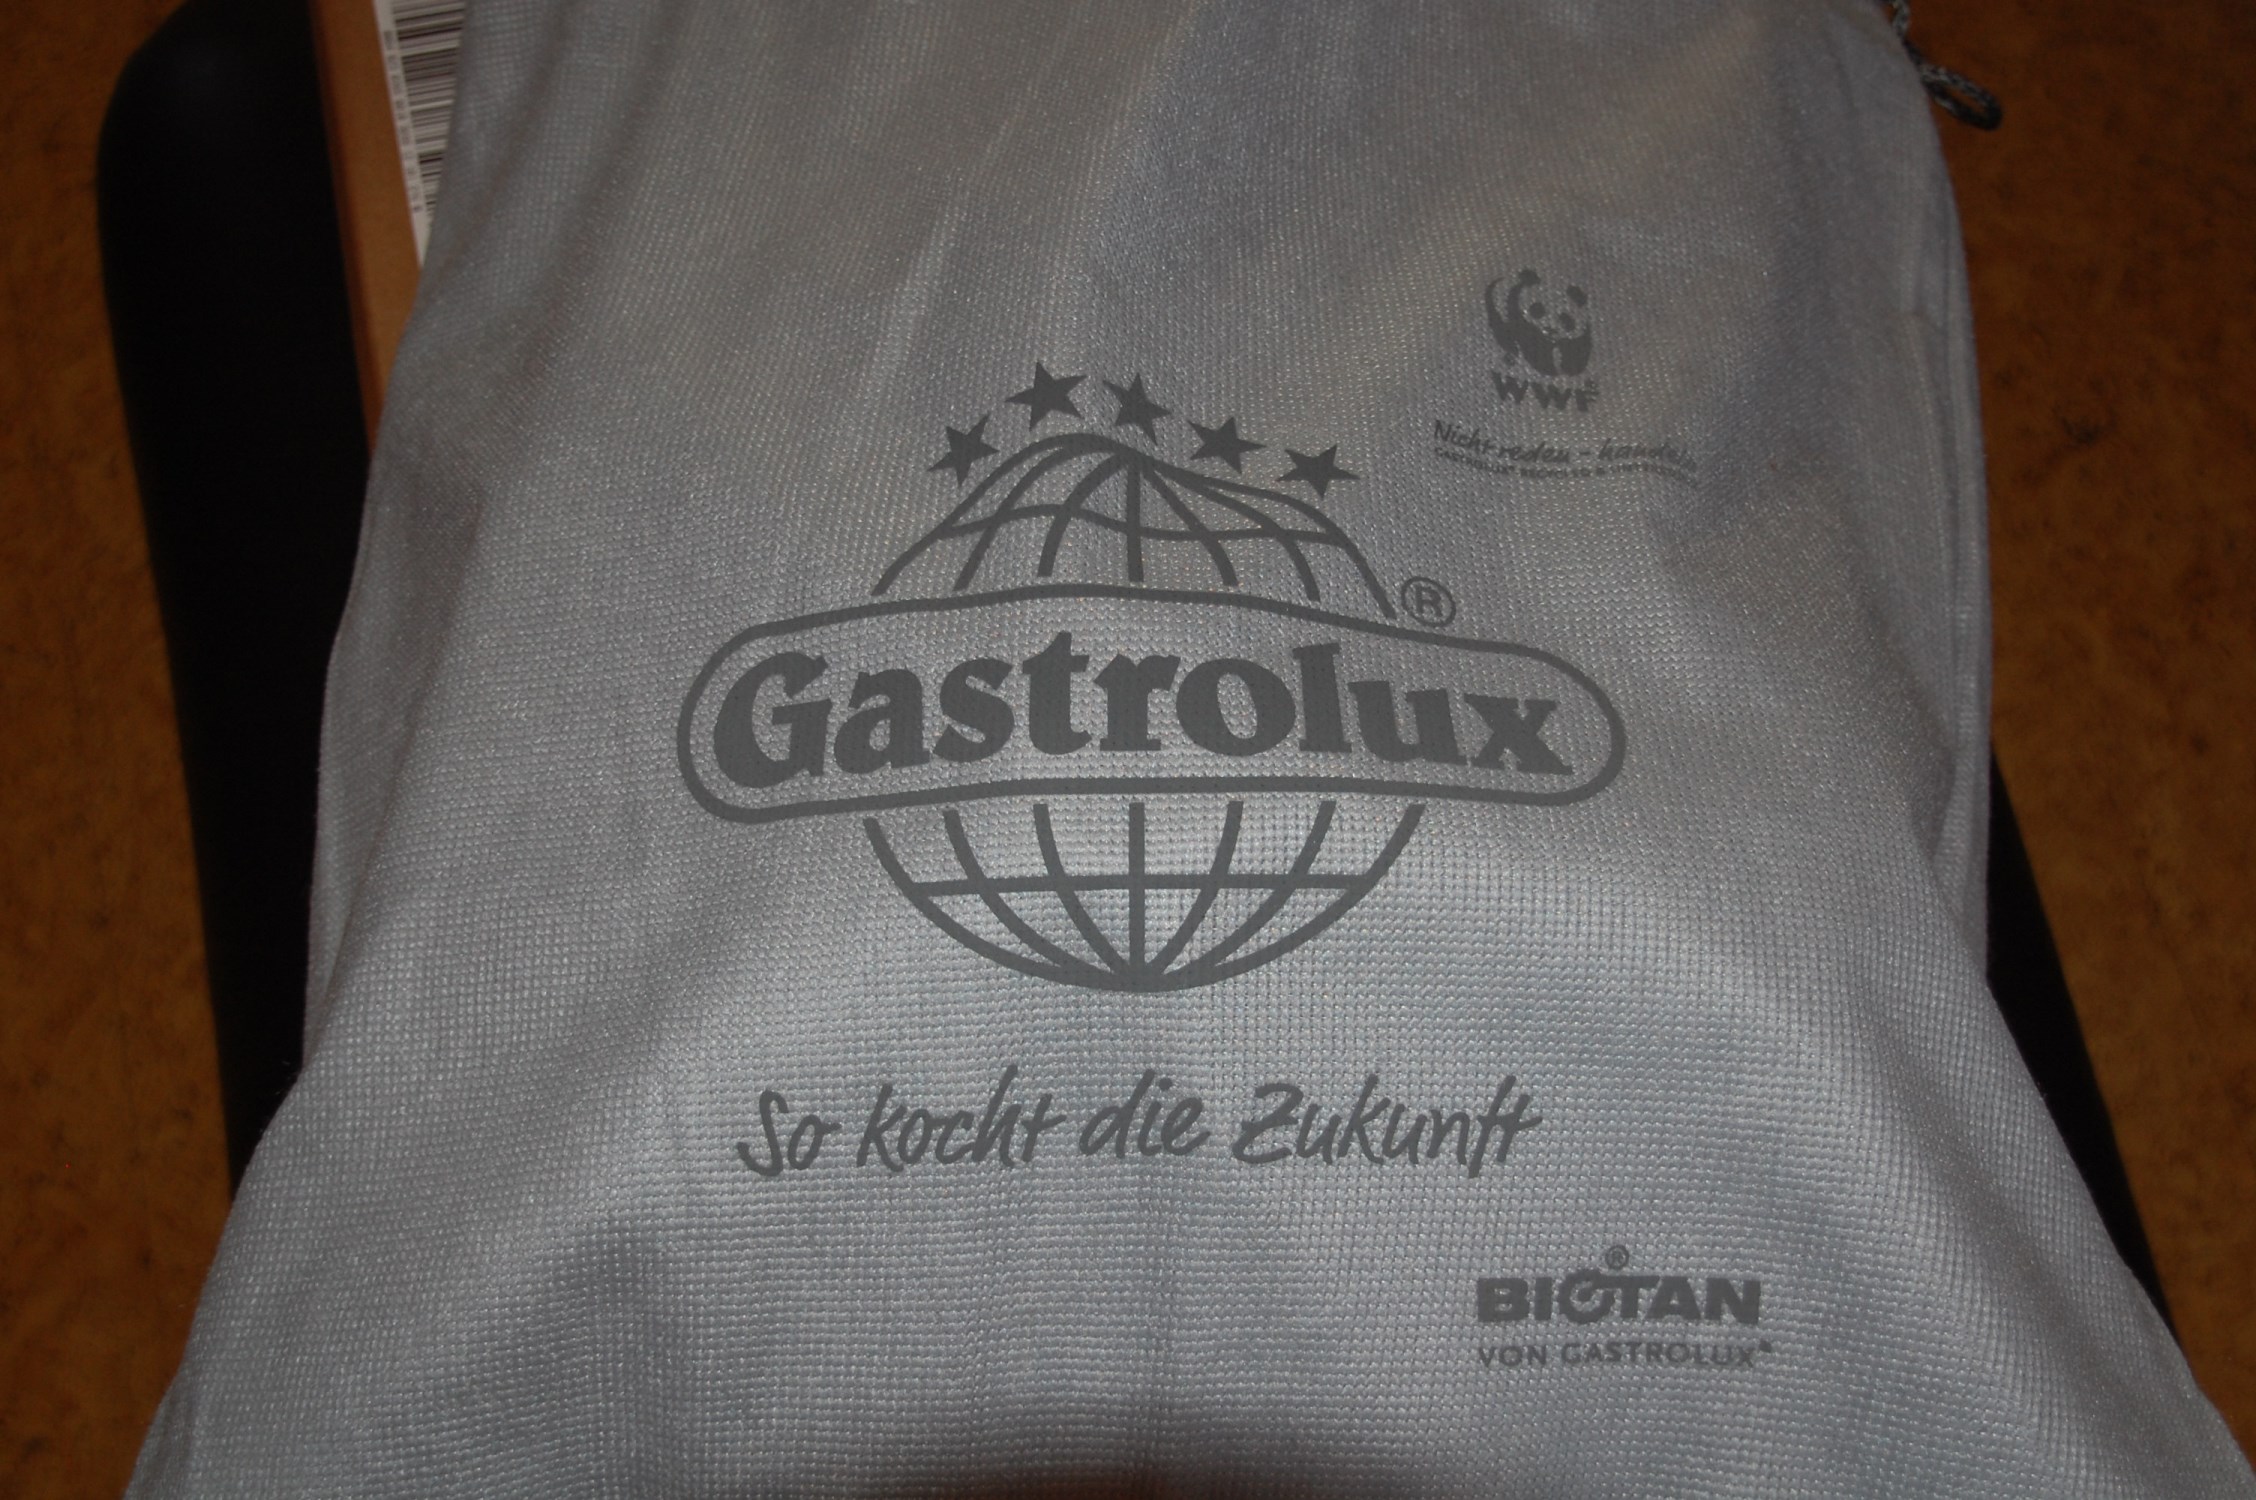 WWF
Nicht reden - handeln
®
Gastrolux
So kocht die Zukunft
®
BIOTAN
VON GASTROLUX®